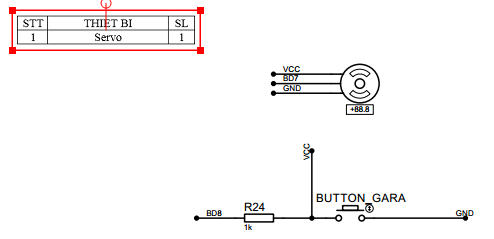 STT THIET BI SL
1 Servo 1
VCC
BD7
GND
+88.8
VCC
BUTTON_GARA
BD8 R24 GND
1k